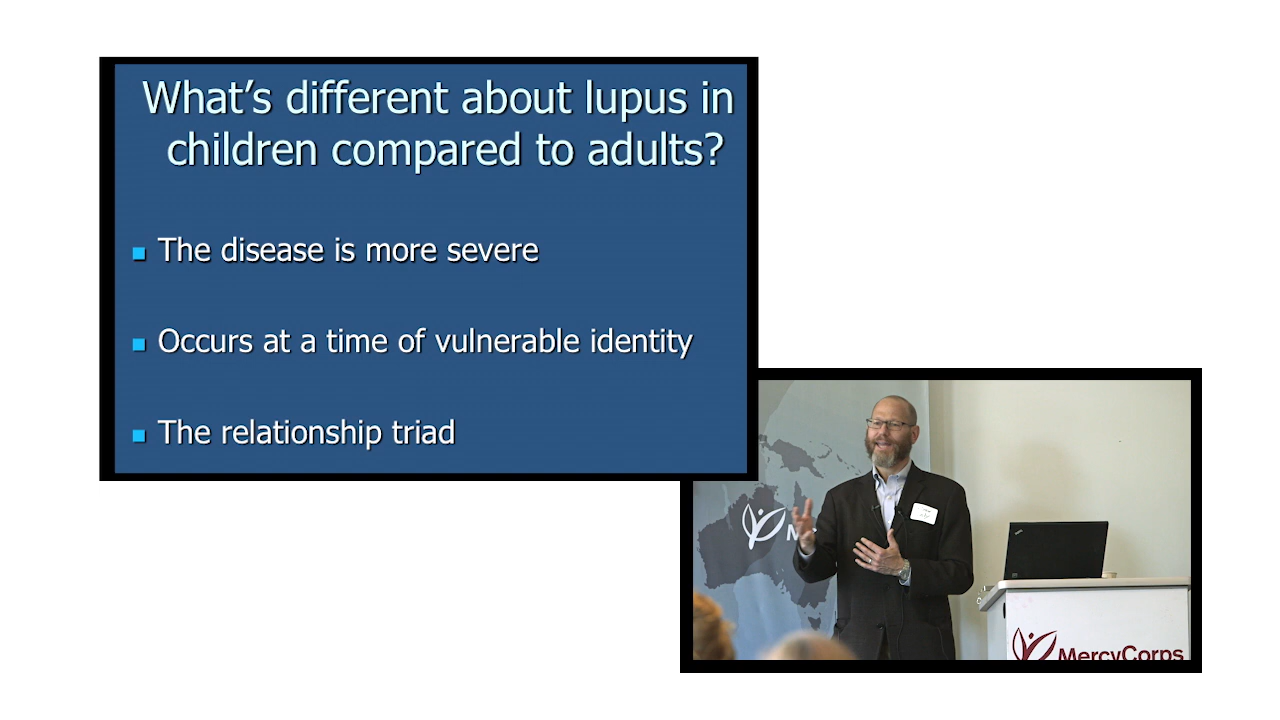 What's different about lupus in
children compared to adults?
The disease is more severe
Occurs at a time of vulnerable identity
The relationship triad
MercyCorps